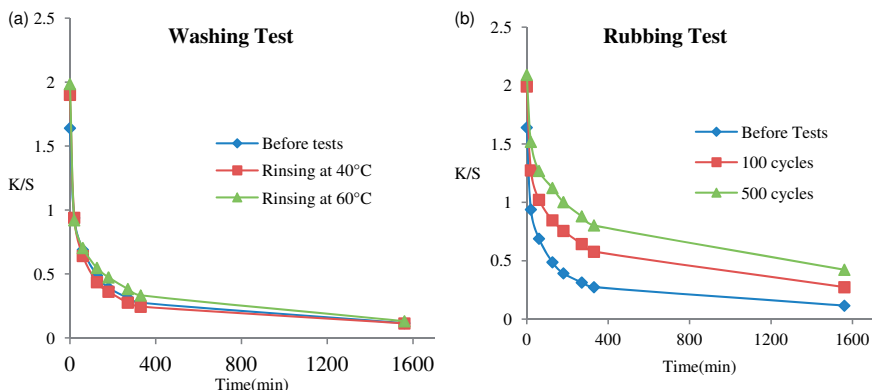 (a)
Washing Test
2.5
2
1.5
1
0.5
0
K/S
Before tests
Rinsing at 40°C
Rinsing at 60°C
0
400
800
1200
1600
Time(min)
(b)
Rubbing Test
2.5
2
1.5
1
0.5
0
K/S
Before Tests
100 cycles
500 cycles
0
400
800
1200
1600
Time(min)